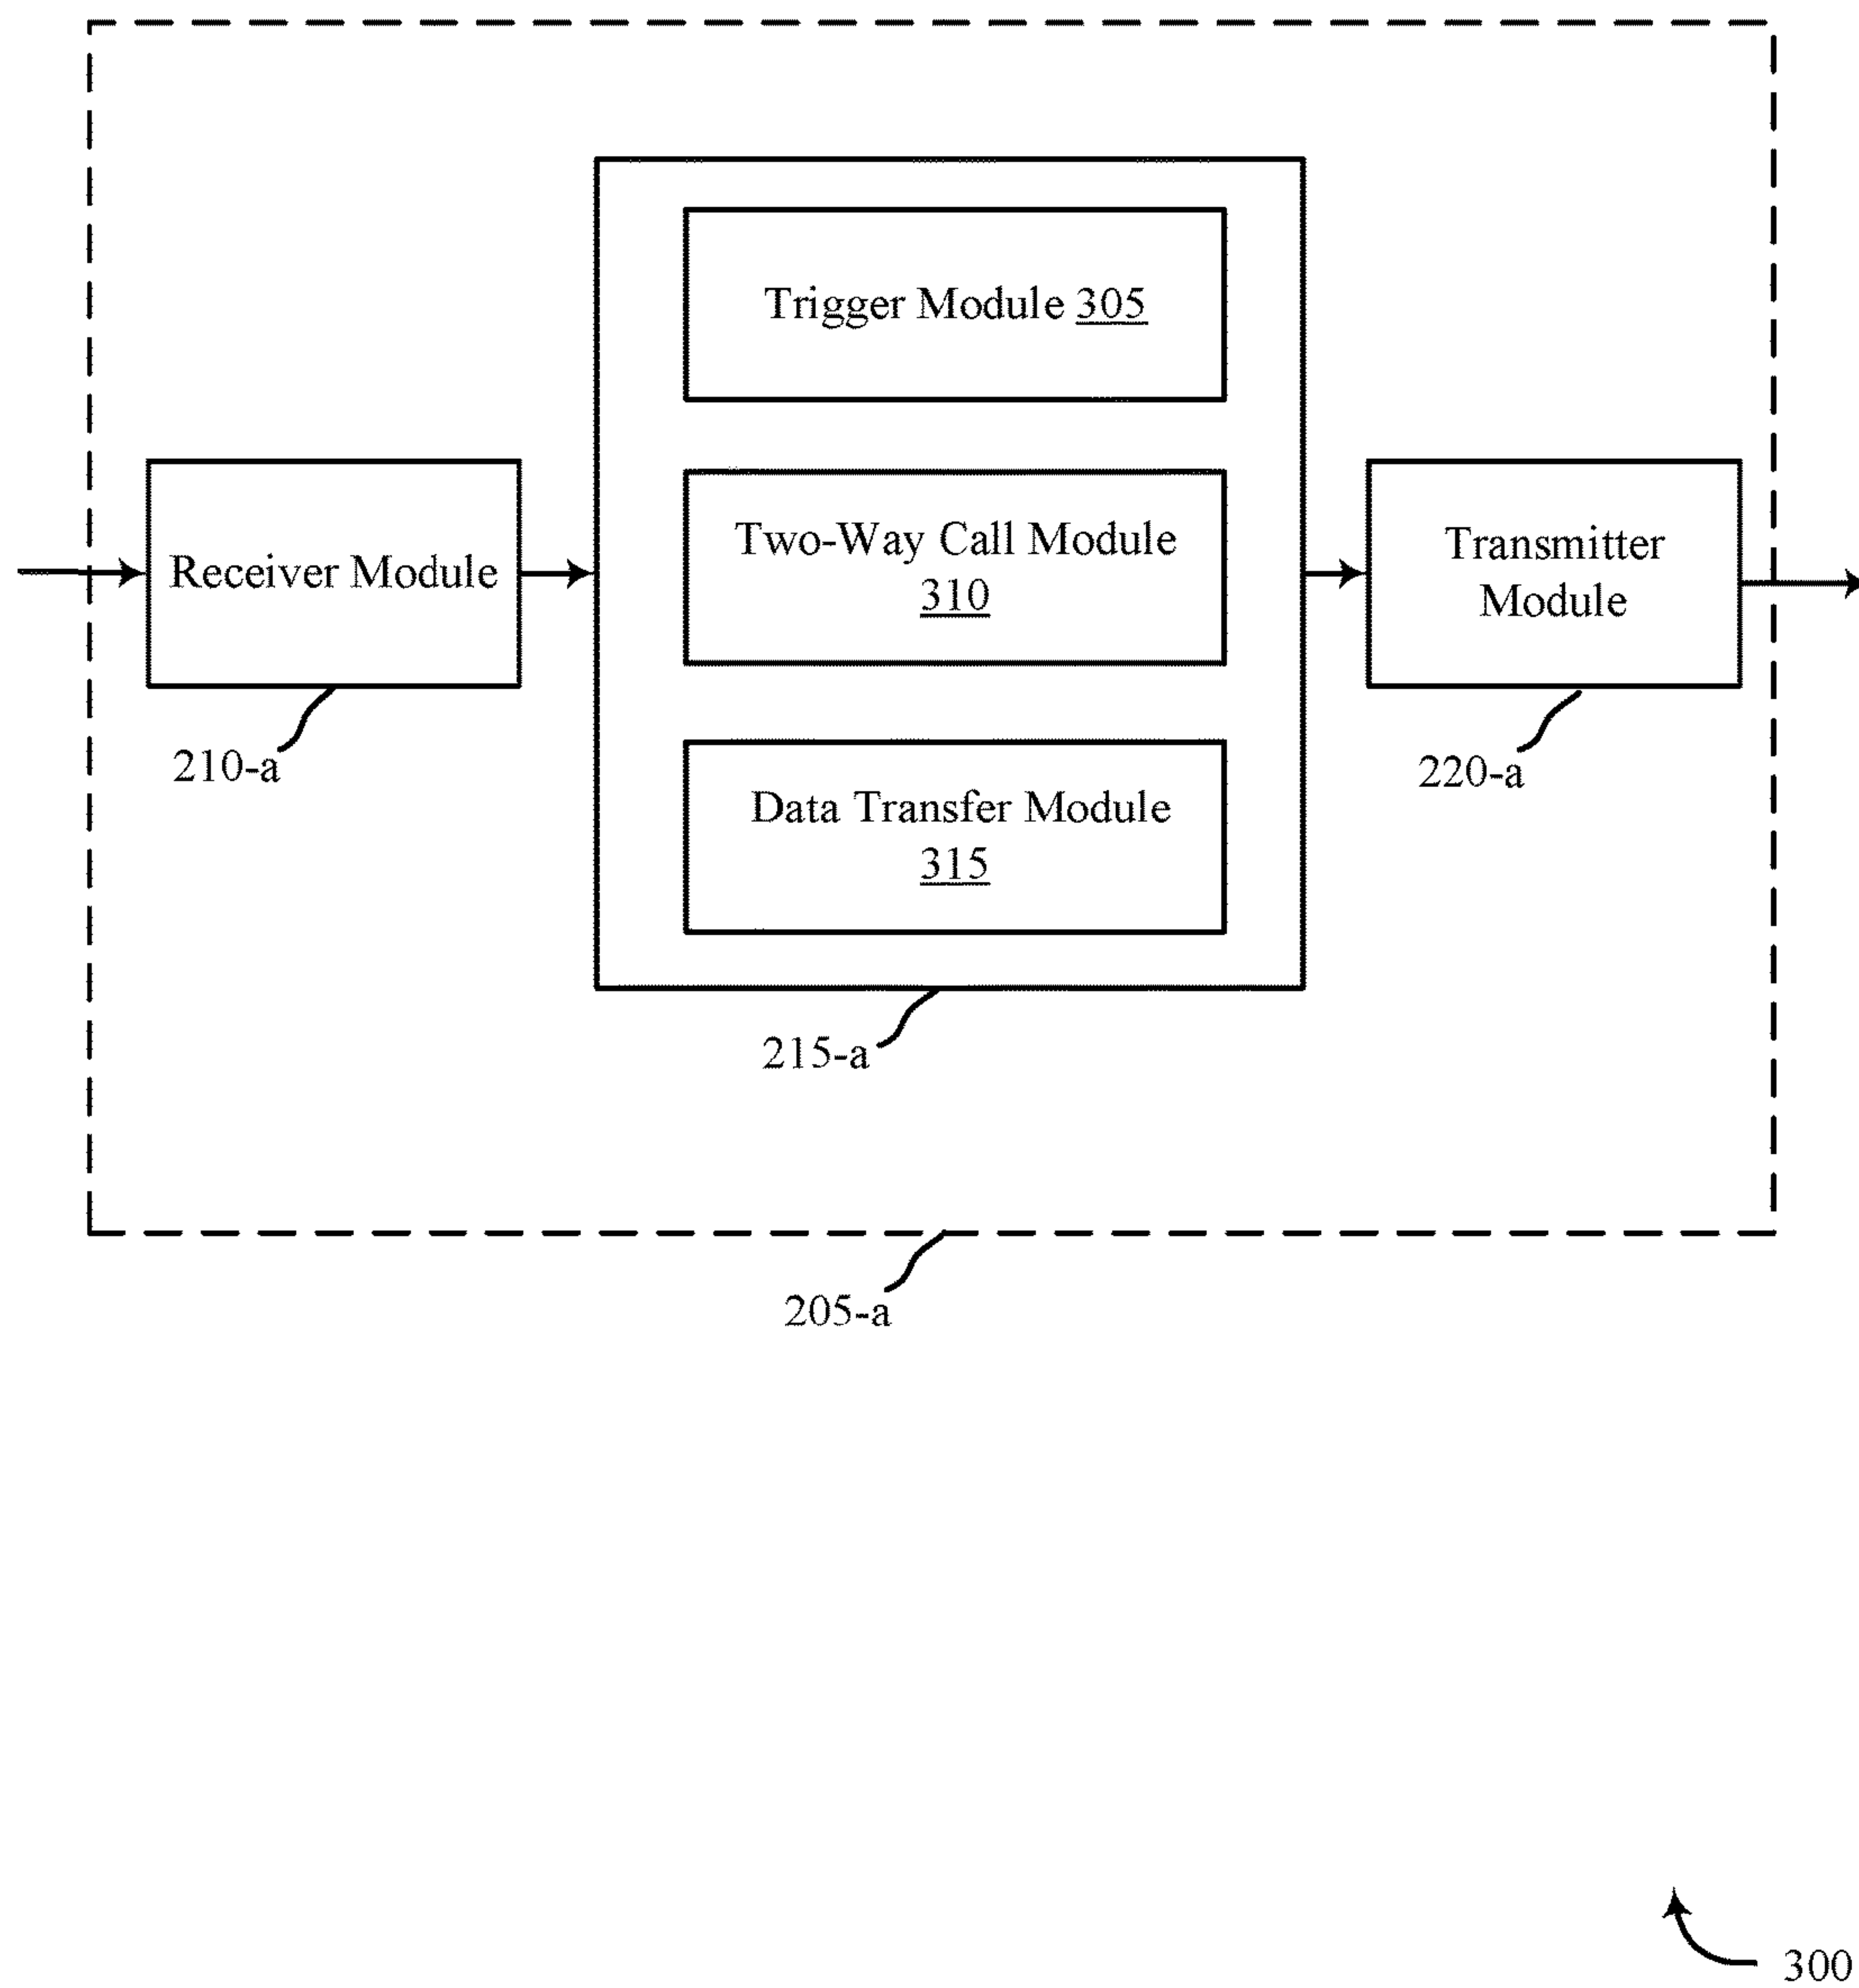 Trigger Module 305
Two-Way Call Module
310
Data Transfer Module
315
Receiver Module
Transmitter
Module
210-a
220-a
215-a
205-a
300